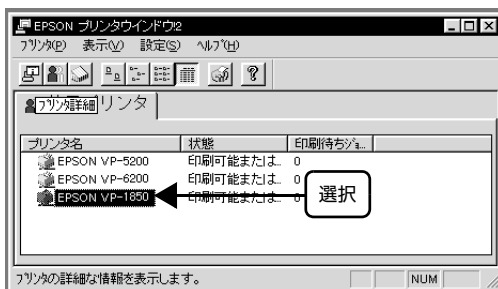 EPSON プリンタウインドウ!2
プリンタ(P) 表示(V) 設定(S) ヘルプ(H)
プリンタ詳細 リンタ
プリンタ名 状態 印刷待ちジョ...
EPSON VP-5200 印刷可能または... 0
EPSON VP-6200 印刷可能または... 0
EPSON VP-1850 印刷可能または... 0
選択
プリンタの詳細な情報を表示します。 NUM